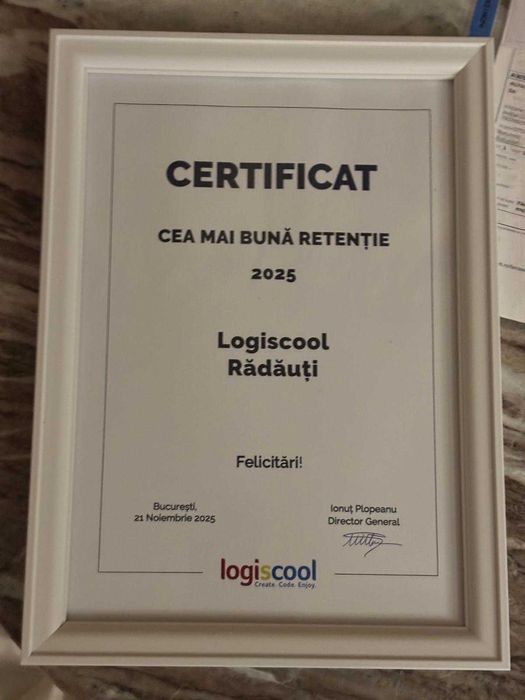 CERTIFICAT
CEA MAI BUNĂ RETENȚIE
2025
Logiscool
Rădăuți
Felicitări!
București,
21 Noiembrie 2025
Ionuț Plopeanu
Director General
logiscool
Create. Code. Enjoy.